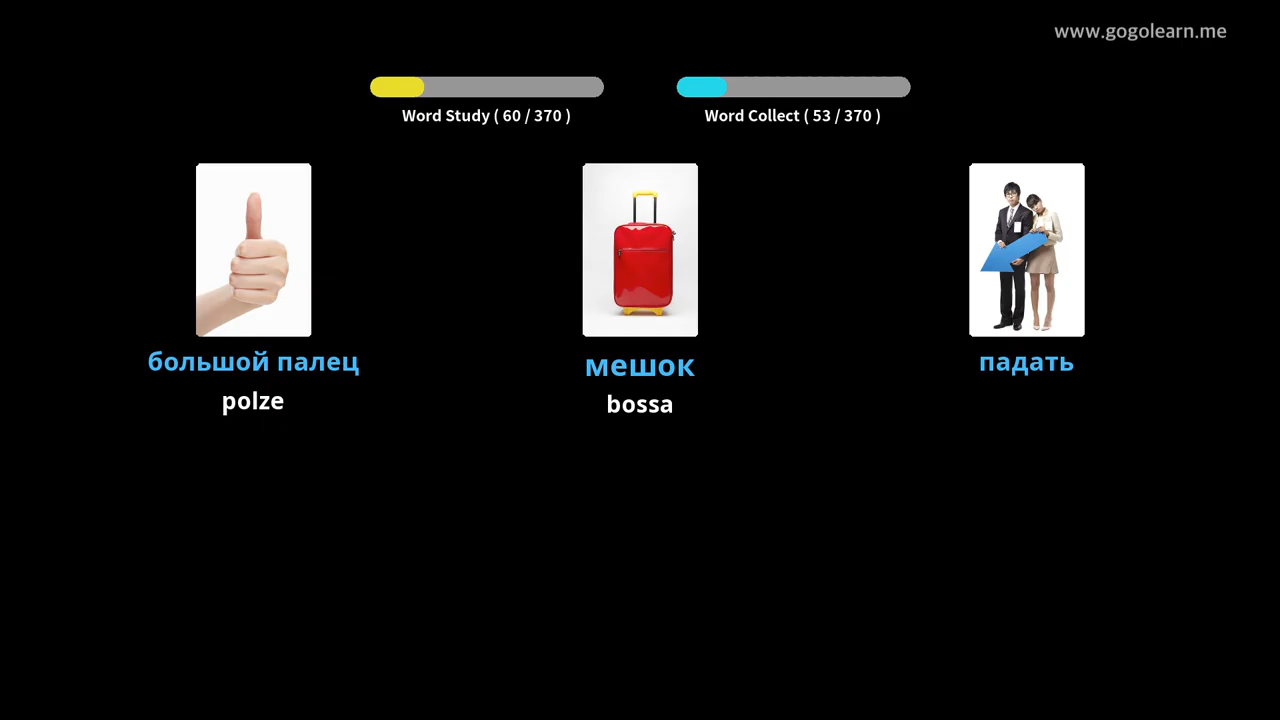 www.gogolearn.me
Word Study ( 60 / 370 )
Word Collect ( 53 / 370 )
большой палец
мешок
падать
polze
bossa